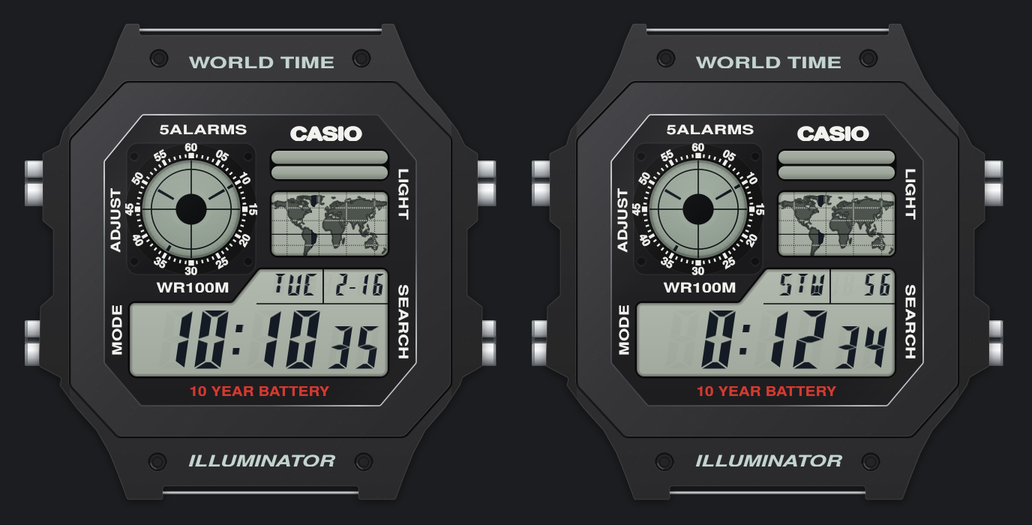 WORLD TIME
5ALARMS
CASIO
60
55 05
50 10
45 15
40 20
35 25
30
ADJUST
LIGHT
WR100M
TUE 2-16
MODE
10:10 35
SEARCH
10 YEAR BATTERY
ILLUMINATOR
WORLD TIME
5ALARMS
CASIO
60
55 05
50 10
45 15
40 20
35 25
30
ADJUST
LIGHT
WR100M
STW 56
MODE
0:12 34
SEARCH
10 YEAR BATTERY
ILLUMINATOR